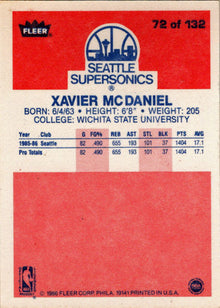 FLEER
72 of 132
SEATTLE
SUPERSONICS
®
XAVIER McDANIEL
BORN: 6/4/63 • HEIGHT: 6'8" • WEIGHT: 205
COLLEGE: WICHITA STATE UNIVERSITY
Year Club G FG% REB AST STL BLK PTS AVG
1985-86 Seattle 82 .490 655 193 101 37 1404 17.1
Pro Totals 82 .490 655 193 101 37 1404 17.1
© 1986 FLEER CORP. PHILA. 19141 PRINTED IN U.S.A.